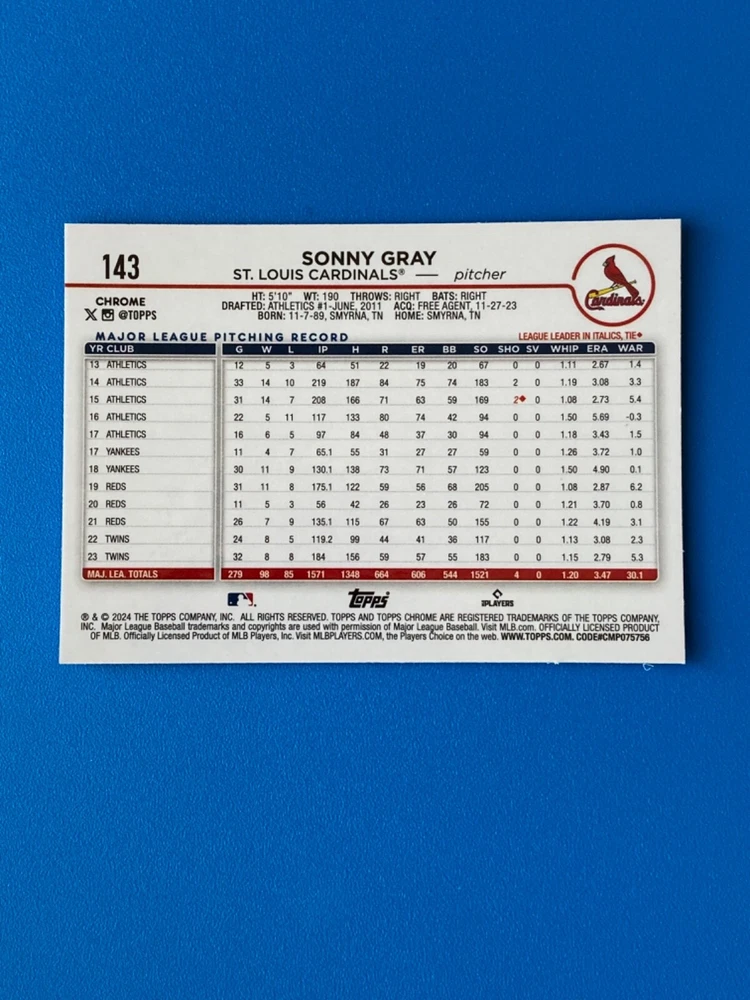 143
SONNY GRAY
ST. LOUIS CARDINALS® — pitcher
Cardinals
CHROME
X @TOPPS
HT: 5'10" WT: 190 THROWS: RIGHT BATS: RIGHT
DRAFTED: ATHLETICS #1-JUNE, 2011 ACQ: FREE AGENT, 11-27-23
BORN: 11-7-89, SMYRNA, TN HOME: SMYRNA, TN
MAJOR LEAGUE PITCHING RECORD LEAGUE LEADER IN ITALICS, TIE♦
YR CLUB G W L IP H R ER BB SO SHO SV WHIP ERA WAR
13 ATHLETICS 12 5 3 64 51 22 19 20 67 0 0 1.11 2.67 1.4
14 ATHLETICS 33 14 10 219 187 84 75 74 183 2 0 1.19 3.08 3.3
15 ATHLETICS 31 14 7 208 166 71 63 59 169 2♦ 0 1.08 2.73 5.4
16 ATHLETICS 22 5 11 117 133 80 74 42 94 0 0 1.50 5.69 -0.3
17 ATHLETICS 16 6 5 97 84 48 37 30 94 0 0 1.18 3.43 1.5
17 YANKEES 11 4 7 65.1 55 31 27 27 59 0 0 1.26 3.72 1.0
18 YANKEES 30 11 9 130.1 138 73 71 57 123 0 0 1.50 4.90 0.1
19 REDS 31 11 8 175.1 122 59 56 68 205 0 0 1.08 2.87 6.2
20 REDS 11 5 3 56 42 26 23 26 72 0 0 1.21 3.70 0.8
21 REDS 26 7 9 135.1 115 67 63 50 155 0 0 1.22 4.19 3.1
22 TWINS 24 8 5 119.2 99 44 41 36 117 0 0 1.13 3.08 2.3
23 TWINS 32 8 8 184 156 59 57 55 183 0 0 1.15 2.79 5.3
MAJ. LEA. TOTALS 279 98 85 1571 1348 664 606 544 1521 4 0 1.20 3.47 30.1
Topps PLAYERS
® & © 2024 THE TOPPS COMPANY, INC. ALL RIGHTS RESERVED. TOPPS AND TOPPS CHROME ARE REGISTERED TRADEMARKS OF THE TOPPS COMPANY,
INC. Major League Baseball trademarks and copyrights are used with permission of Major League Baseball. Visit MLB.com. OFFICIALLY LICENSED PRODUCT
OF MLB. Officially Licensed Product of MLB Players, Inc. Visit MLBPLAYERS.COM, the Players Choice on the web. WWW.TOPPS.COM. CODE#CMP075756